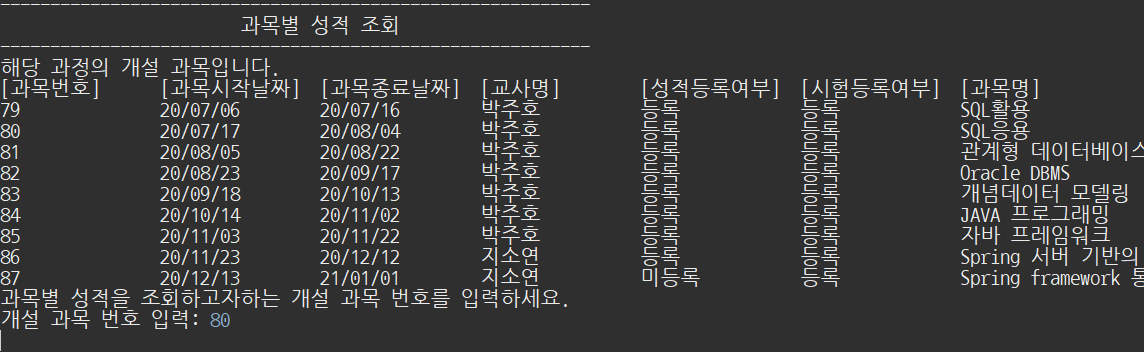 ------------------------------------------------------------
과목별 성적 조회
------------------------------------------------------------
해당 과정의 개설 과목입니다.
[과목번호] [과목시작날짜] [과목종료날짜] [교사명] [성적등록여부] [시험등록여부] [과목명]
79 20/07/06 20/07/16 박주호 등록 등록 SQL활용
80 20/07/17 20/08/04 박주호 등록 등록 SQL응용
81 20/08/05 20/08/22 박주호 등록 등록 관계형 데이터베이스
82 20/08/23 20/09/17 박주호 등록 등록 Oracle DBMS
83 20/09/18 20/10/13 박주호 등록 등록 개념데이터 모델링
84 20/10/14 20/11/02 박주호 등록 등록 JAVA 프로그래밍
85 20/11/03 20/11/22 박주호 등록 등록 자바 프레임워크
86 20/11/23 20/12/12 지소연 등록 등록 Spring 서버 기반의
87 20/12/13 21/01/01 지소연 미등록 등록 Spring framework 통
과목별 성적을 조회하고자하는 개설 과목 번호를 입력하세요.
개설 과목 번호 입력: 80